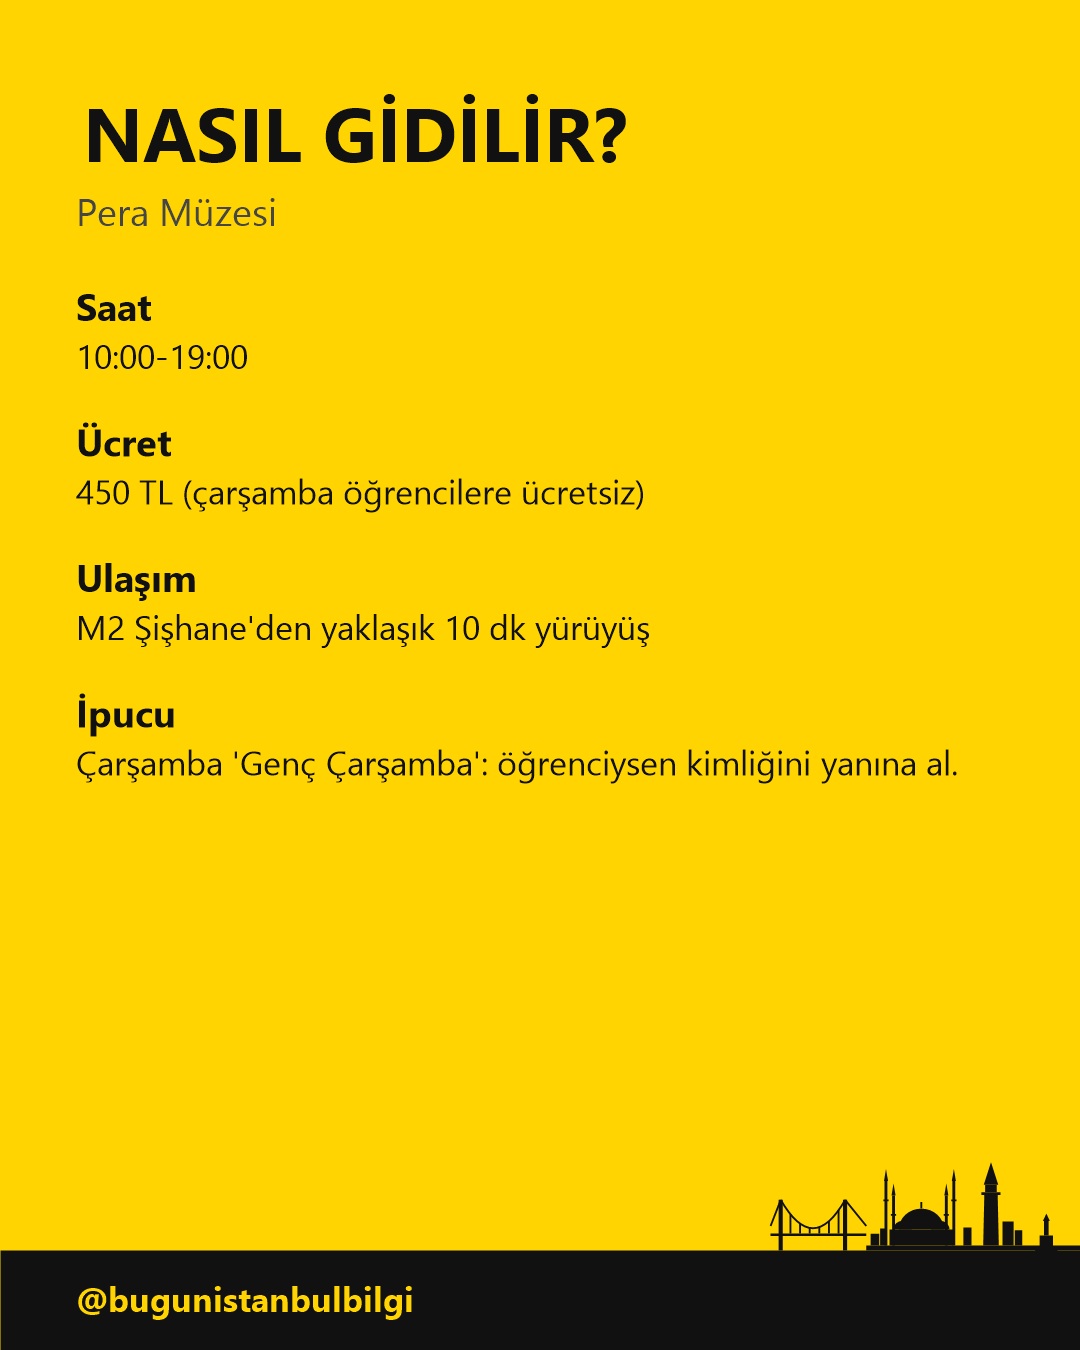 NASIL GİDİLİR?
Pera Müzesi
Saat
10:00-19:00
Ücret
450 TL (çarşamba öğrencilere ücretsiz)
Ulaşım
M2 Şişhane'den yaklaşık 10 dk yürüyüş
İpucu
Çarşamba 'Genç Çarşamba': öğrenciysen kimliğini yanına al.
@bugunistanbulbilgi